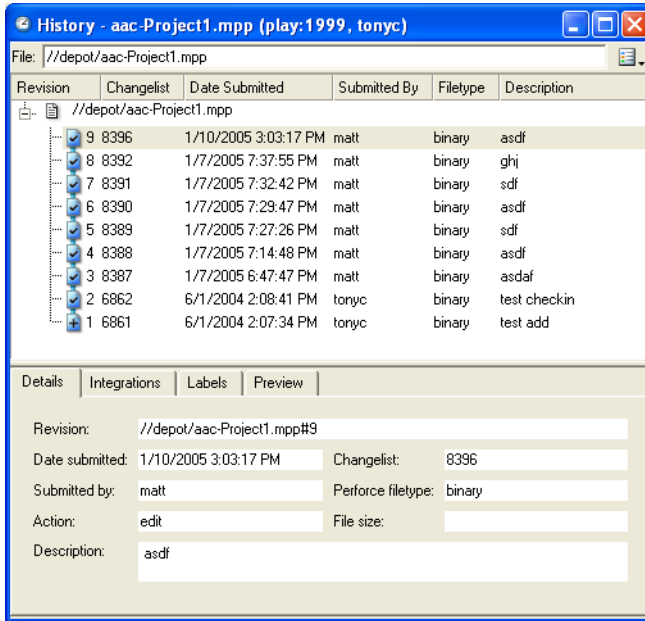 History - aac-Project1.mpp (play:1999, tonyc)
File: //depot/aac-Project1.mpp
Revision Changelist Date Submitted Submitted By Filetype Description
//depot/aac-Project1.mpp
9 8396 1/10/2005 3:03:17 PM matt binary asdf
8 8392 1/7/2005 7:37:55 PM matt binary ghj
7 8391 1/7/2005 7:32:42 PM matt binary sdf
6 8390 1/7/2005 7:29:47 PM matt binary asdf
5 8389 1/7/2005 7:27:26 PM matt binary sdf
4 8388 1/7/2005 7:14:48 PM matt binary asdf
3 8387 1/7/2005 6:47:47 PM matt binary asdaf
2 6862 6/1/2004 2:08:41 PM tonyc binary test checkin
1 6861 6/1/2004 2:07:34 PM tonyc binary test add
Details Integrations Labels Preview
Revision: //depot/aac-Project1.mpp#9
Date submitted: 1/10/2005 3:03:17 PM Changelist: 8396
Submitted by: matt Perforce filetype: binary
Action: edit File size:
Description: asdf